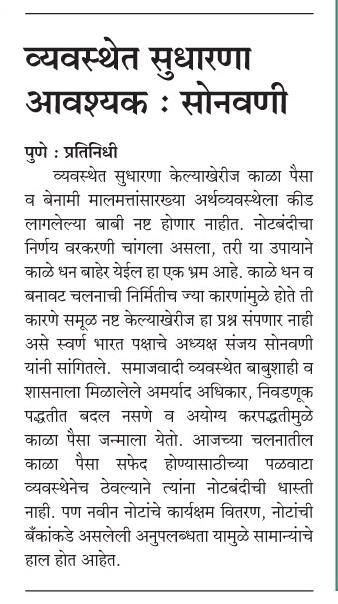 व्यवस्थेत सुधारणा
आवश्यक : सोनवणी
पुणे : प्रतिनिधी
व्यवस्थेत सुधारणा केल्याखेरीज काळा पैसा
व बेनामी मालमत्तांसारख्या अर्थव्यवस्थेला कीड
लागलेल्या बाबी नष्ट होणार नाहीत. नोटबंदीचा
निर्णय वरकरणी चांगला असला, तरी या उपायाने
काळे धन बाहेर येईल हा एक भ्रम आहे. काळे धन व
बनावट चलनाची निर्मितीच ज्या कारणांमुळे होते ती
कारणे समूळ नष्ट केल्याखेरीज हा प्रश्न संपणार नाही
असे स्वर्ण भारत पक्षाचे अध्यक्ष संजय सोनवणी
यांनी सांगितले. समाजवादी व्यवस्थेत बाबुशाही व
शासनाला मिळालेले अमर्याद अधिकार, निवडणूक
पद्धतीत बदल नसणे व अयोग्य करपद्धतीमुळे
काळा पैसा जन्माला येतो. आजच्या चलनातील
काळा पैसा सफेद होण्यासाठीच्या पळवाटा
व्यवस्थेनेच ठेवल्याने त्यांना नोटबंदीची धास्ती
नाही. पण नवीन नोटांचे कार्यक्षम वितरण, नोटांची
बँकांकडे असलेली अनुपलब्धता यामुळे सामान्यांचे
हाल होत आहेत.